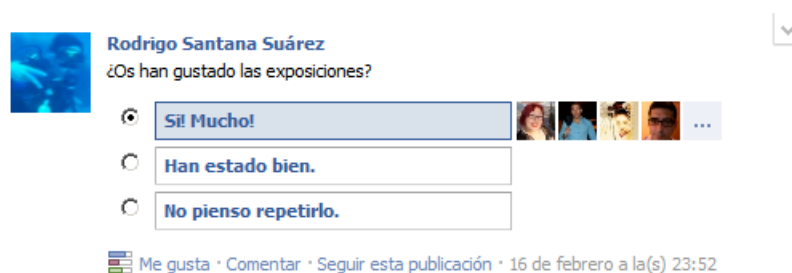 Rodrigo Santana Suárez
¿Os han gustado las exposiciones?
Si! Mucho!
...
Han estado bien.
No pienso repetirlo.
Me gusta · Comentar · Seguir esta publicación · 16 de febrero a la(s) 23:52